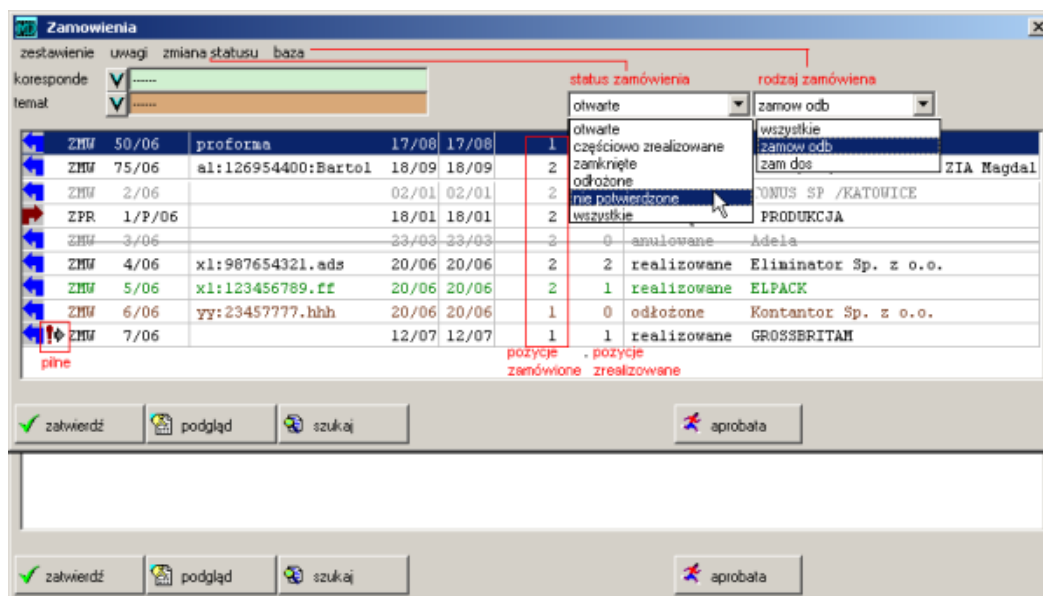 Zamowienia
zestawienie uwagi zmiana statusu baza
koresponde ------
status zamówienia rodzaj zamówiena
temat ------
otwarte zamow odb
otwarte wszystkie
częściowo zrealizowane zamow odb
zamknięte zam dos
odłożone
nie potwierdzone
wszystkie
ZMW 50/06 proforma 17/08 17/08 1
ZMW 75/06 al:126954400:Bartol 18/09 18/09 2 ZIA Magdal
ZMW 2/06 02/01 02/01 2 TONUS SP /KATOWICE
ZPR 1/P/06 18/01 18/01 2 PRODUKCJA
ZMW 3/06 23/03 23/03 2 0 anulowane Adela
ZMW 4/06 xl:987654321.ads 20/06 20/06 2 2 realizowane Eliminator Sp. z o.o.
ZMW 5/06 xl:123456789.ff 20/06 20/06 2 1 realizowane ELPACK
ZMW 6/06 yy:23457777.hhh 20/06 20/06 1 0 odłożone Kontantor Sp. z o.o.
ZMW 7/06 12/07 12/07 1 1 realizowane GROSSBRITAM
pilne
pozycje zamówione
pozycje zrealizowane
zatwierdź podgląd szukaj aprobata
zatwierdź podgląd szukaj aprobata